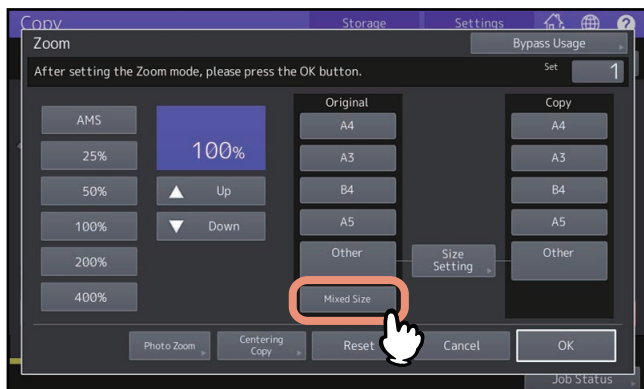 Copy
Storage
Settings
Zoom
Bypass Usage
After setting the Zoom mode, please press the OK button.
Set
1
Original
Copy
AMS
25%
50%
100%
200%
400%
100%
Up
Down
A4
A3
B4
A5
Other
Mixed Size
Size
Setting
A4
A3
B4
A5
Other
Photo Zoom
Centering
Copy
Reset
Cancel
OK
Job Status